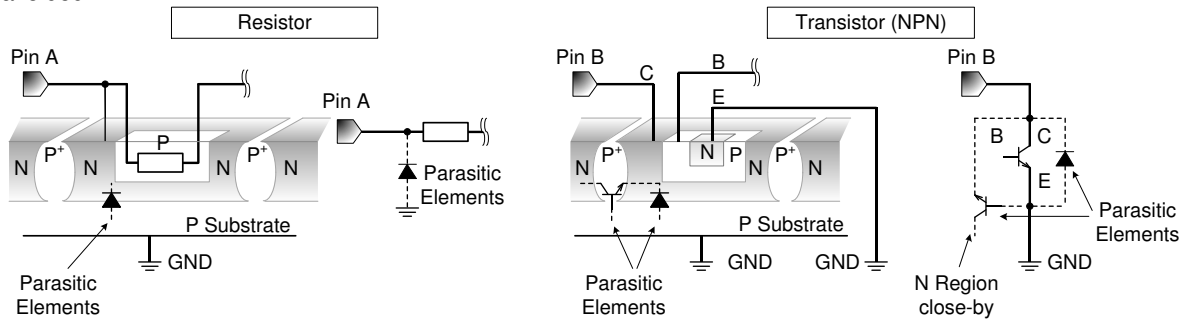 Resistor
Pin A
P
N
P+
N
N
P+
N
P Substrate
GND
Parasitic
Elements
Pin A
Parasitic
Elements
Transistor (NPN)
Pin B
C
B
E
N
P+
N
N
P
N
P+
N
P Substrate
GND
GND
Parasitic
Elements
Pin B
B
C
E
Parasitic
Elements
GND
N Region
close-by